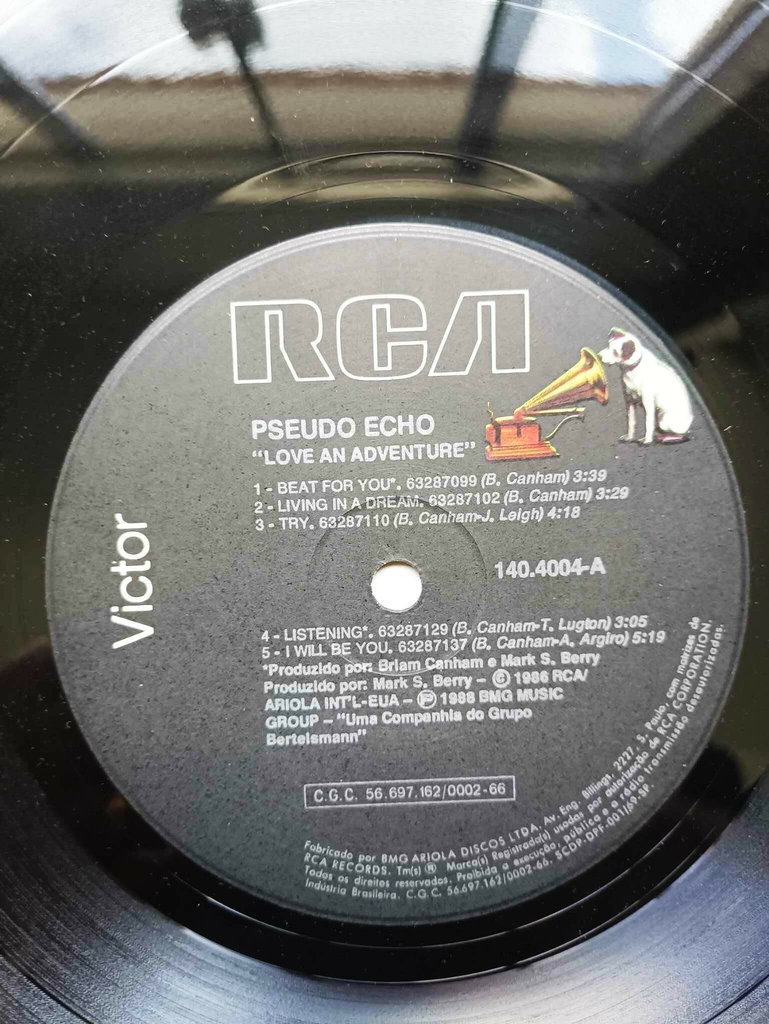 RCA
PSEUDO ECHO
"LOVE AN ADVENTURE"
1 - BEAT FOR YOU*. 63287099 (B. Canham) 3:39
2 - LIVING IN A DREAM. 63287102 (B. Canham) 3:29
3 - TRY. 63287110 (B. Canham-J. Leigh) 4:18
Victor
140.4004-A
4 - LISTENING*. 63287129 (B. Canham-T. Lugton) 3:05
5 - I WILL BE YOU. 63287137 (B. Canham-A. Argiro) 5:19
*Produzido por: Briam Canham e Mark S. Berry
Produzido por: Mark S. Berry - © 1986 RCA/
ARIOLA INT'L-EUA - ℗ 1988 BMG MUSIC
GROUP - "Uma Companhia do Grupo
Bertelsmann"
C.G.C. 56.697.162/0002-66
Fabricado por BMG ARIOLA DISCOS LTDA. Av. Eng. Billings, 2227. S. Paulo, com matrizes de
RCA RECORDS. Tm(s) ® Marca(s) Registrada(s) usadas por autorização de RCA CORPORATION.
Todos os direitos reservados. Proibida a execução, pública e a rádio transmissão desautorizadas.
Indústria Brasileira. C.G.C. 56.697.162/0002-66. SCDP-DPF-001/69-SP